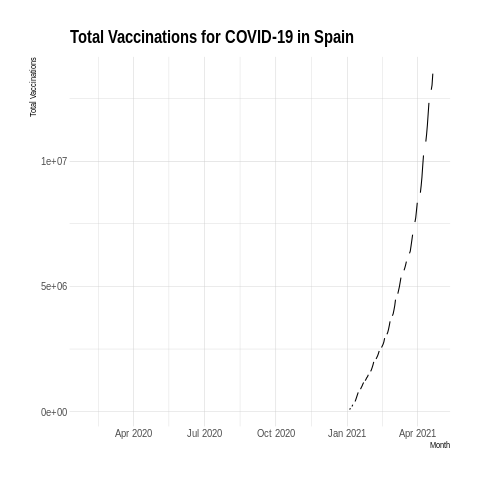 Total Vaccinations for COVID-19 in Spain
Total Vaccinations
1e+07
5e+06
0e+00
Apr 2020 Jul 2020 Oct 2020 Jan 2021 Apr 2021
Month